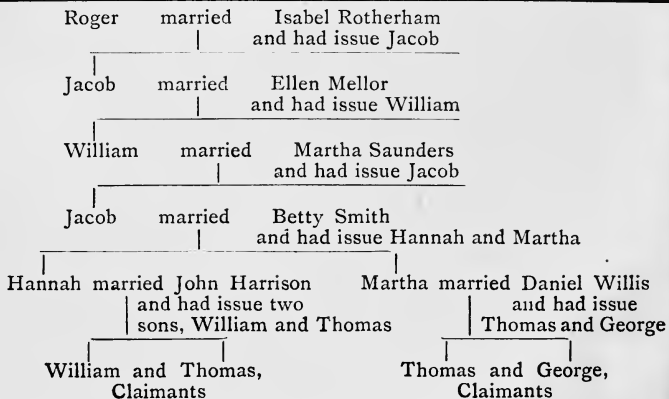 Roger married Isabel Rotherham
and had issue Jacob
Jacob married Ellen Mellor
and had issue William
William married Martha Saunders
and had issue Jacob
Jacob married Betty Smith
and had issue Hannah and Martha
Hannah married John Harrison
and had issue two
sons, William and Thomas
William and Thomas,
Claimants
Martha married Daniel Willis
and had issue
Thomas and George
Thomas and George,
Claimants